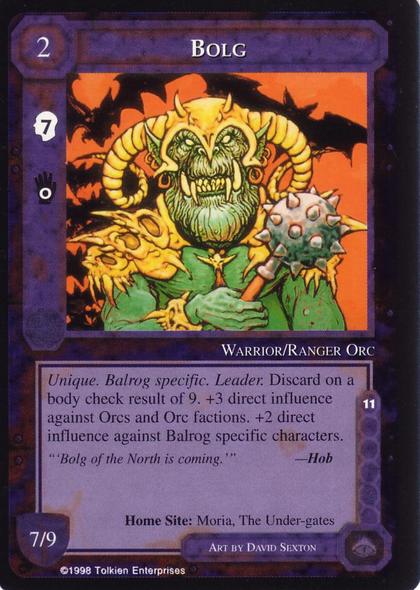 2
BOLG
7
0
WARRIOR/RANGER ORC
Unique. Balrog specific. Leader. Discard on a
body check result of 9. +3 direct influence
against Orcs and Orc factions. +2 direct
influence against Balrog specific characters.
"'Bolg of the North is coming.'" —Hob
11
Home Site: Moria, The Under-gates
7/9
ART BY DAVID SEXTON
©1998 Tolkien Enterprises